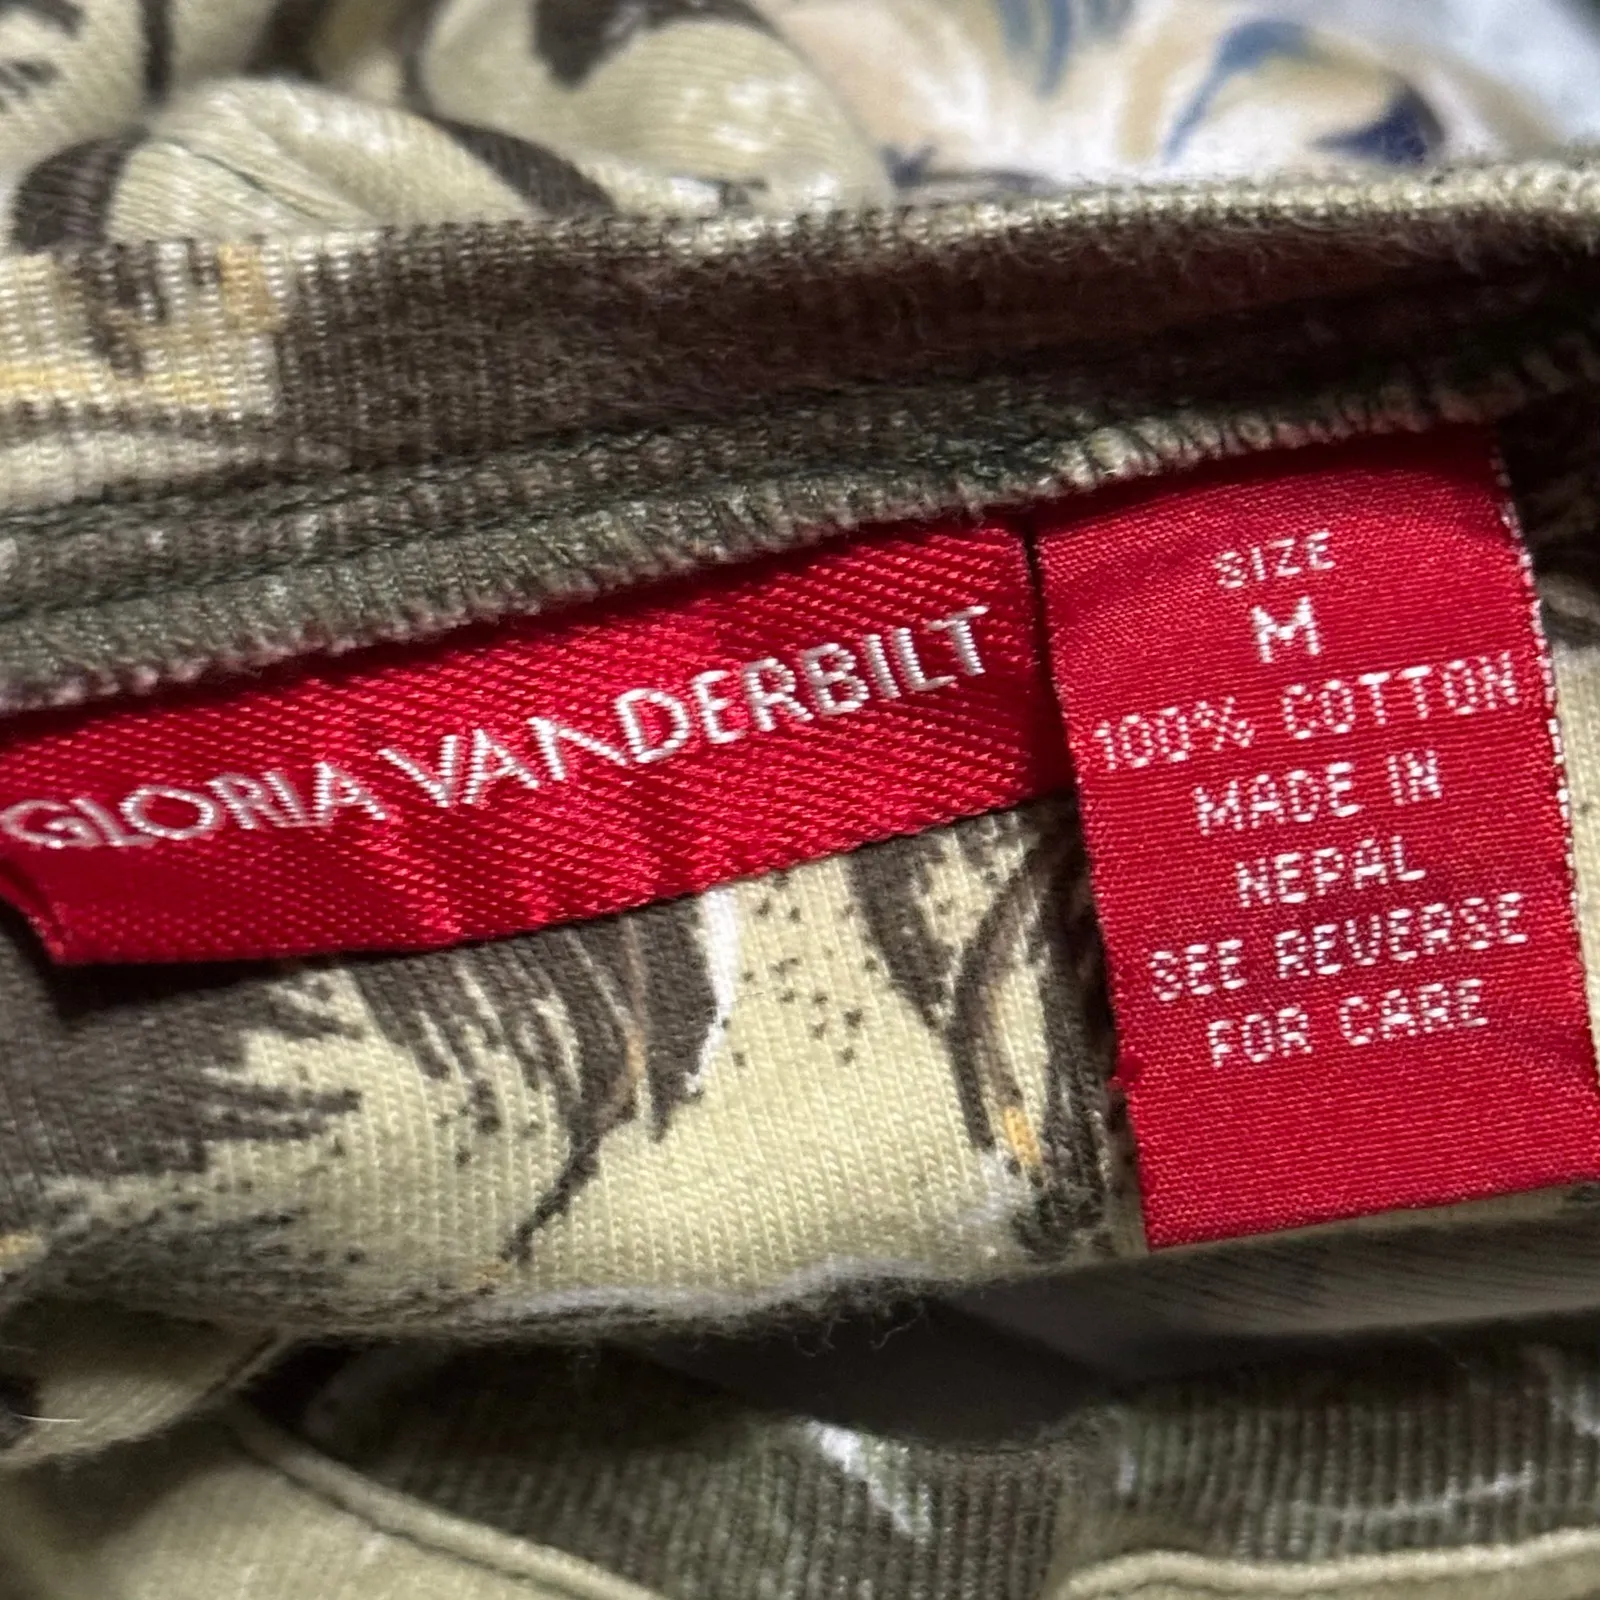 GLORIA VANDERBILT
SIZE
M
100% COTTON
MADE IN
NEPAL
SEE REVERSE
FOR CARE